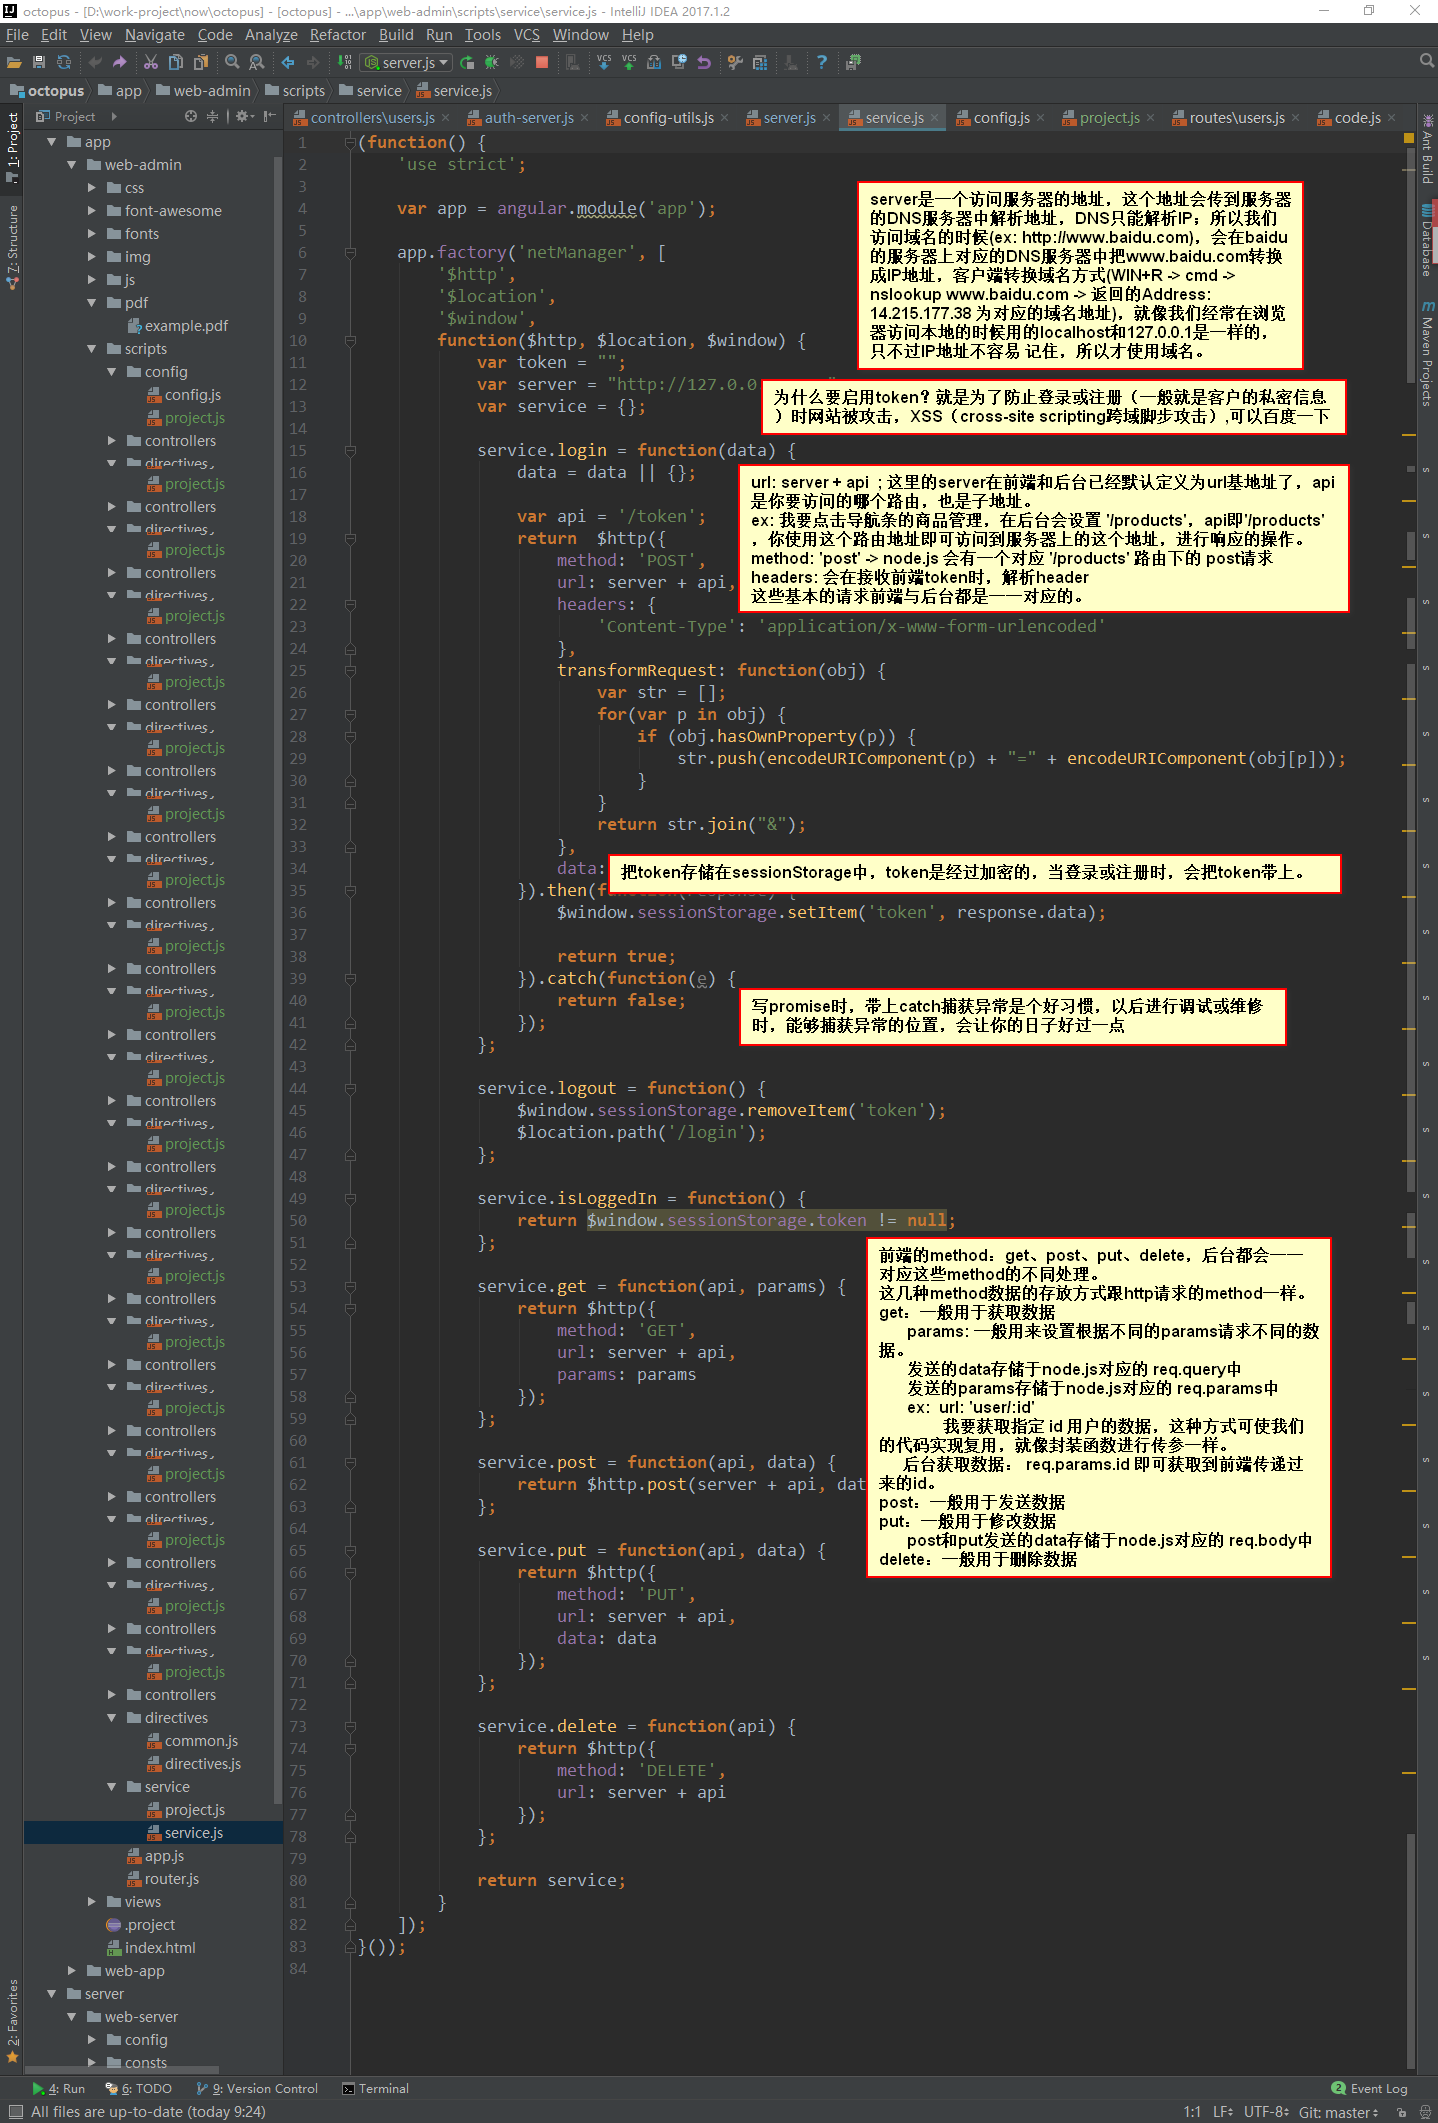 octopus - [D:\work-project\now\octopus] - [octopus] - ...\app\web-admin\scripts\service\service.js - IntelliJ IDEA 2017.1.2
File Edit View Navigate Code Analyze Refactor Build Run Tools VCS Window Help
server.js
octopus app web-admin scripts service service.js
Project
controllers\users.js auth-server.js config-utils.js server.js service.js config.js project.js routes\users.js code.js
1: Project
7: Structure
2: Favorites
Ant Build
Database
Maven Projects
app
web-admin
css
font-awesome
fonts
img
js
pdf
example.pdf
scripts
config
config.js
project.js
controllers
directives
project.js
controllers
directives
project.js
controllers
directives
project.js
controllers
directives
project.js
controllers
directives
project.js
controllers
directives
project.js
controllers
directives
project.js
controllers
directives
project.js
controllers
directives
project.js
controllers
directives
project.js
controllers
directives
project.js
controllers
directives
project.js
controllers
directives
project.js
controllers
directives
project.js
controllers
directives
project.js
controllers
directives
project.js
controllers
directives
project.js
controllers
directives
project.js
controllers
directives
project.js
controllers
directives
common.js
directives.js
service
project.js
service.js
app.js
router.js
views
.project
index.html
web-app
server
web-server
config
consts
1 (function() {
2 'use strict';
3
4 var app = angular.module('app');
5
6 app.factory('netManager', [
7 '$http',
8 '$location',
9 '$window',
10 function($http, $location, $window) {
11 var token = "";
12 var server = "http://127.0.0.
13 var service = {};
14
15 service.login = function(data) {
16 data = data || {};
17
18 var api = '/token';
19 return $http({
20 method: 'POST',
21 url: server + api,
22 headers: {
23 'Content-Type': 'application/x-www-form-urlencoded'
24 },
25 transformRequest: function(obj) {
26 var str = [];
27 for(var p in obj) {
28 if (obj.hasOwnProperty(p)) {
29 str.push(encodeURIComponent(p) + "=" + encodeURIComponent(obj[p]));
30 }
31 }
32 return str.join("&");
33 },
34 data:
35 }).then(function(response) {
36 $window.sessionStorage.setItem('token', response.data);
37
38 return true;
39 }).catch(function(e) {
40 return false;
41 });
42 };
43
44 service.logout = function() {
45 $window.sessionStorage.removeItem('token');
46 $location.path('/login');
47 };
48
49 service.isLoggedIn = function() {
50 return $window.sessionStorage.token != null;
51 };
52
53 service.get = function(api, params) {
54 return $http({
55 method: 'GET',
56 url: server + api,
57 params: params
58 });
59 };
60
61 service.post = function(api, data) {
62 return $http.post(server + api, dat
63 };
64
65 service.put = function(api, data) {
66 return $http({
67 method: 'PUT',
68 url: server + api,
69 data: data
70 });
71 };
72
73 service.delete = function(api) {
74 return $http({
75 method: 'DELETE',
76 url: server + api
77 });
78 };
79
80 return service;
81 }
82 ]);
83 }());
84
server是一个访问服务器的地址，这个地址会传到服务器
的DNS服务器中解析地址，DNS只能解析IP；所以我们
访问域名的时候(ex: http://www.baidu.com)，会在baidu
的服务器上对应的DNS服务器中把www.baidu.com转换
成IP地址，客户端转换域名方式(WIN+R -> cmd ->
nslookup www.baidu.com -> 返回的Address:
14.215.177.38 为对应的域名地址)，就像我们经常在浏览
器访问本地的时候用的localhost和127.0.0.1是一样的，
只不过IP地址不容易 记住，所以才使用域名。
为什么要启用token？就是为了防止登录或注册（一般就是客户的私密信息
）时网站被攻击，XSS（cross-site scripting跨域脚步攻击）,可以百度一下
url: server + api ; 这里的server在前端和后台已经默认定义为url基地址了，api
是你要访问的哪个路由，也是子地址。
ex: 我要点击导航条的商品管理，在后台会设置 '/products'，api即'/products'
，你使用这个路由地址即可访问到服务器上的这个地址，进行响应的操作。
method: 'post' -> node.js 会有一个对应 '/products' 路由下的 post请求
headers: 会在接收前端token时，解析header
这些基本的请求前端与后台都是一一对应的。
把token存储在sessionStorage中，token是经过加密的，当登录或注册时，会把token带上。
写promise时，带上catch捕获异常是个好习惯，以后进行调试或维修
时，能够捕获异常的位置，会让你的日子好过一点
前端的method：get、post、put、delete，后台都会一一
对应这些method的不同处理。
这几种method数据的存放方式跟http请求的method一样。
get：一般用于获取数据
params: 一般用来设置根据不同的params请求不同的数
据。
发送的data存储于node.js对应的 req.query中
发送的params存储于node.js对应的 req.params中
ex: url: 'user/:id'
我要获取指定 id 用户的数据，这种方式可使我们
的代码实现复用，就像封装函数进行传参一样。
后台获取数据： req.params.id 即可获取到前端传递过
来的id。
post：一般用于发送数据
put：一般用于修改数据
post和put发送的data存储于node.js对应的 req.body中
delete：一般用于删除数据
4: Run 6: TODO 9: Version Control Terminal 2 Event Log
All files are up-to-date (today 9:24) 1:1 LF UTF-8 Git: master